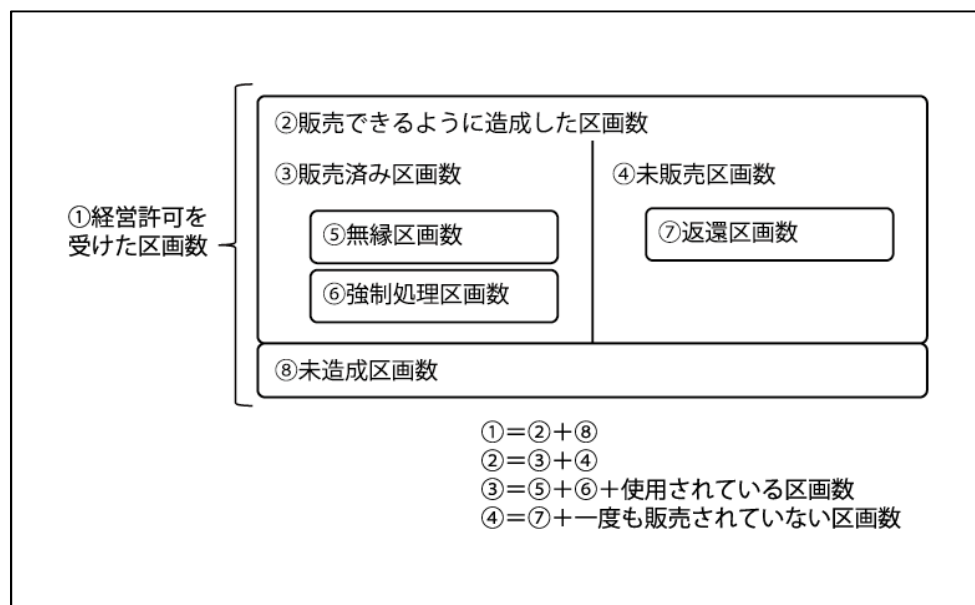 ②販売できるように造成した区画数
③販売済み区画数
④未販売区画数
①経営許可を
受けた区画数
⑤無縁区画数
⑦返還区画数
⑥強制処理区画数
⑧未造成区画数
①＝②＋⑧
②＝③＋④
③＝⑤＋⑥＋使用されている区画数
④＝⑦＋一度も販売されていない区画数